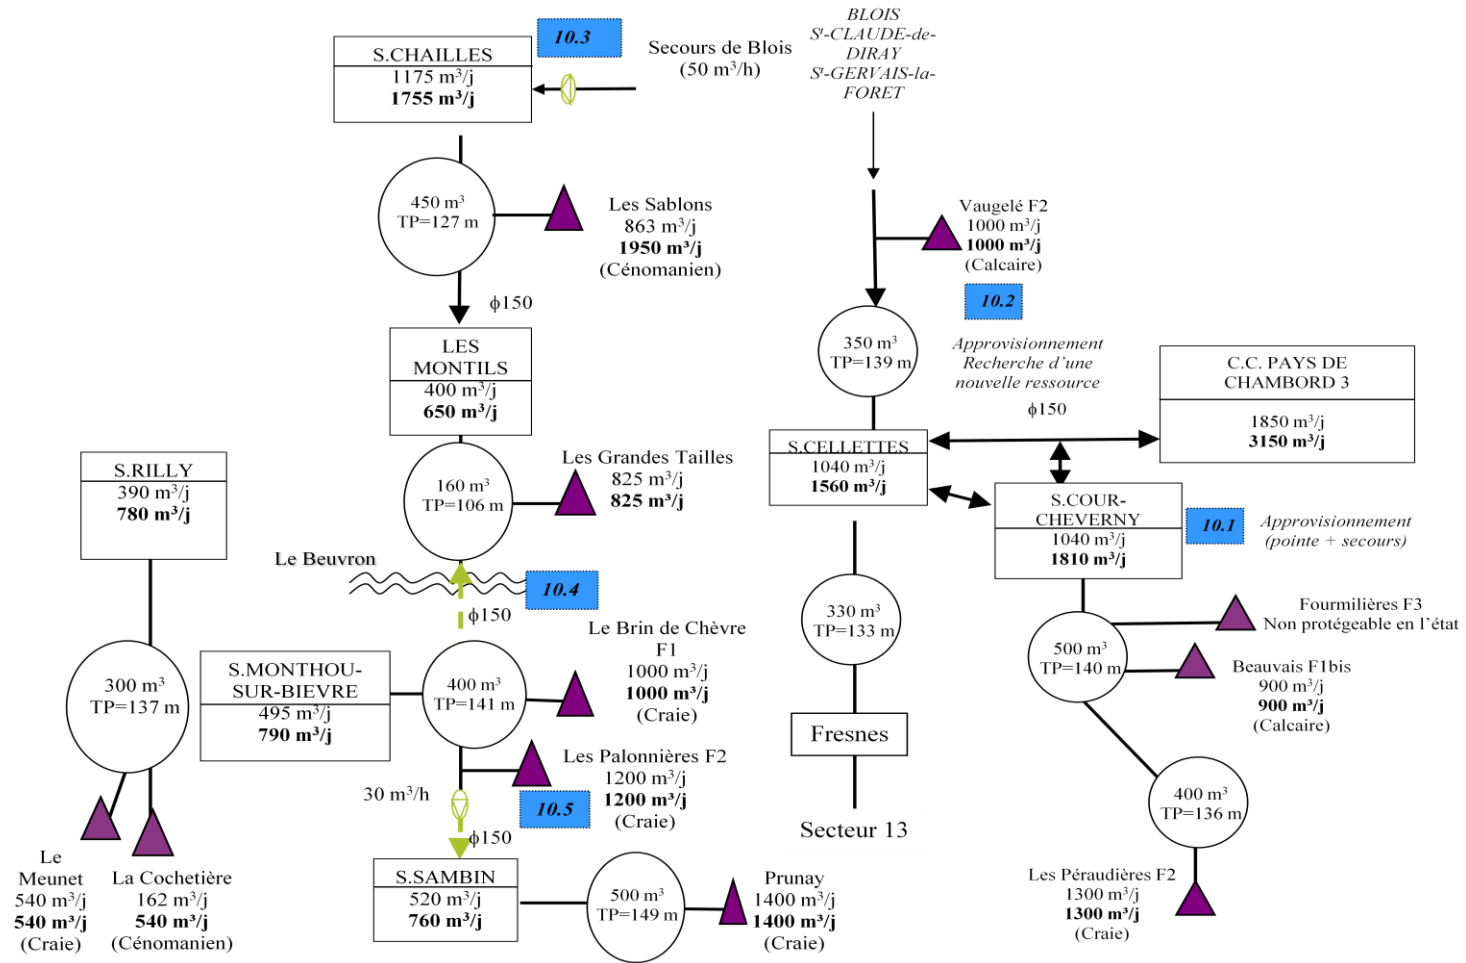 10.3
S.CHAILLES
1175 m³/j
1755 m³/j
Secours de Blois
(50 m³/h)
BLOIS
Sᵗ-CLAUDE-de-
DIRAY
Sᵗ-GERVAIS-la-
FORET
450 m³
TP=127 m
Les Sablons
863 m³/j
1950 m³/j
(Cénomanien)
Vaugelé F2
1000 m³/j
1000 m³/j
(Calcaire)
ϕ150
10.2
LES
MONTILS
400 m³/j
650 m³/j
350 m³
TP=139 m
Approvisionnement
Recherche d'une
nouvelle ressource
ϕ150
C.C. PAYS DE
CHAMBORD 3
1850 m³/j
3150 m³/j
S.RILLY
390 m³/j
780 m³/j
160 m³
TP=106 m
Les Grandes Tailles
825 m³/j
825 m³/j
S.CELLETTES
1040 m³/j
1560 m³/j
S.COUR-
CHEVERNY
1040 m³/j
1810 m³/j
10.1
Approvisionnement
(pointe + secours)
Le Beuvron
10.4
ϕ150
330 m³
TP=133 m
Fourmilières F3
Non protégeable en l'état
500 m³
TP=140 m
Beauvais F1bis
900 m³/j
900 m³/j
(Calcaire)
Le Brin de Chèvre
F1
1000 m³/j
1000 m³/j
(Craie)
300 m³
TP=137 m
S.MONTHOU-
SUR-BIEVRE
495 m³/j
790 m³/j
400 m³
TP=141 m
Fresnes
Les Palonnières F2
1200 m³/j
1200 m³/j
(Craie)
30 m³/h
10.5
ϕ150
400 m³
TP=136 m
Secteur 13
Le
Meunet
540 m³/j
540 m³/j
(Craie)
La Cochetière
162 m³/j
540 m³/j
(Cénomanien)
S.SAMBIN
520 m³/j
760 m³/j
500 m³
TP=149 m
Prunay
1400 m³/j
1400 m³/j
(Craie)
Les Péraudières F2
1300 m³/j
1300 m³/j
(Craie)